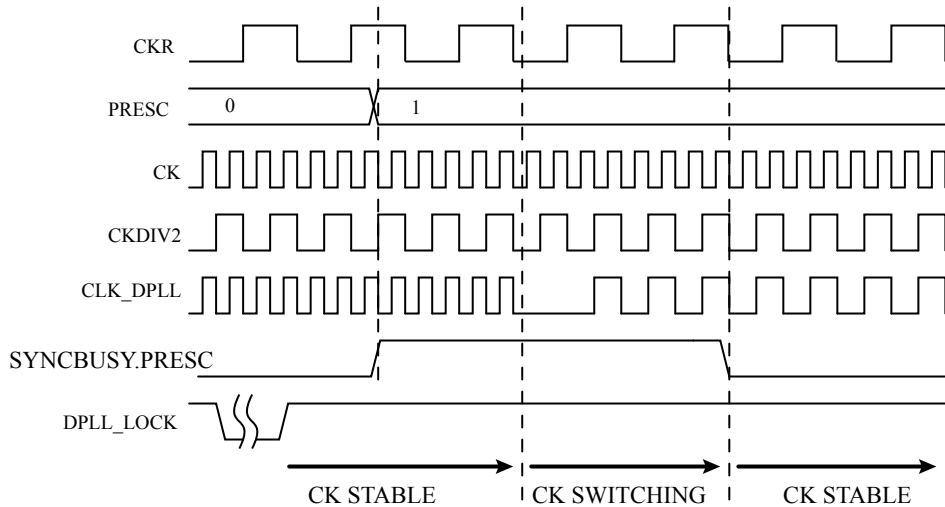 CKR
PRESC
0
1
CK
CKDIV2
CLK_DPLL
SYNCBUSY.PRESC
DPLL_LOCK
CK STABLE
CK SWITCHING
CK STABLE